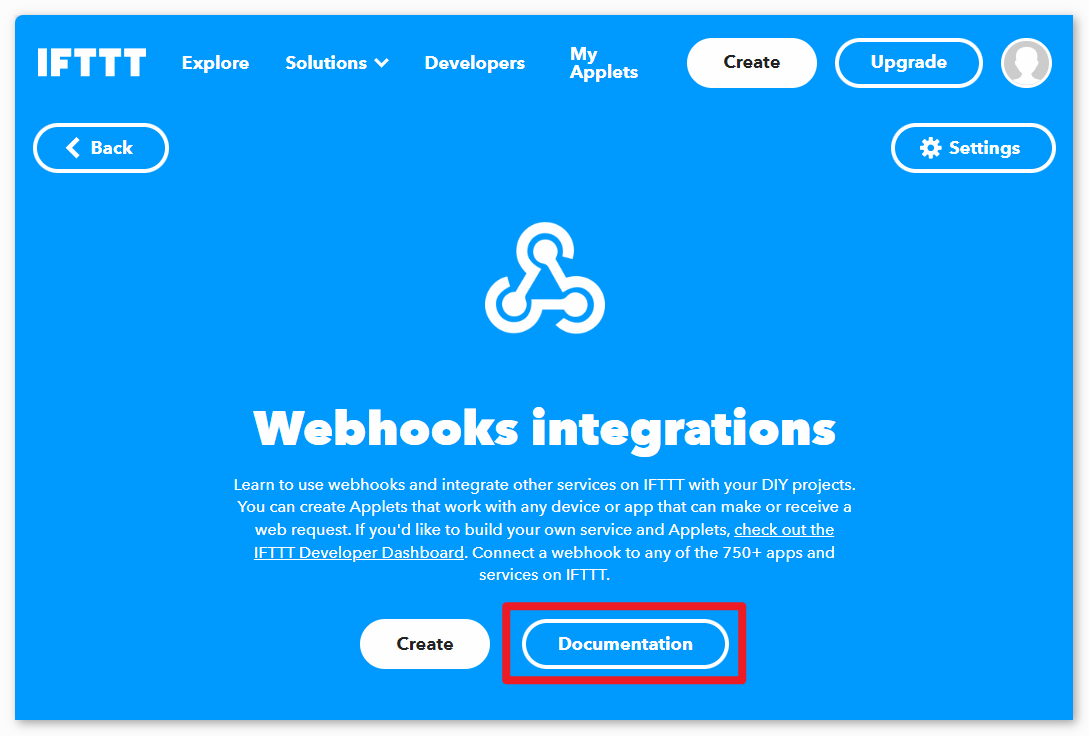 IFTTT Explore Solutions Developers My Applets Create Upgrade
Back Settings
Webhooks integrations
Learn to use webhooks and integrate other services on IFTTT with your DIY projects.
You can create Applets that work with any device or app that can make or receive a
web request. If you'd like to build your own service and Applets, check out the
IFTTT Developer Dashboard. Connect a webhook to any of the 750+ apps and
services on IFTTT.
Create Documentation